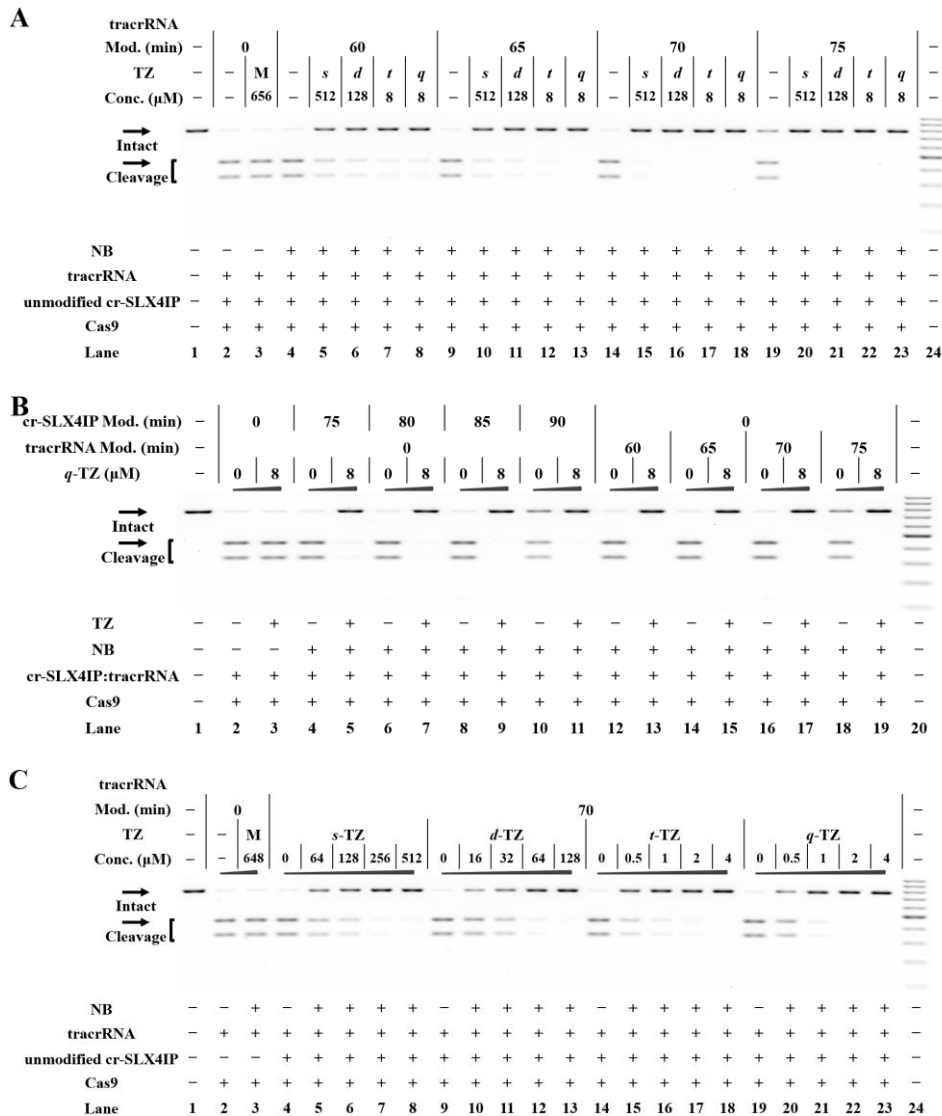 A
tracrRNA
Mod. (min) – 0 60 65 70 75 –
TZ – – M – s d t q – s d t q – s d t q – s d t q –
Conc. (μM) – – 656 – 512 128 8 8 – 512 128 8 8 – 512 128 8 8 – 512 128 8 8 –
Intact
Cleavage
NB – – – + + + + + + + + + + + + + + + + + + + + –
tracrRNA – + + + + + + + + + + + + + + + + + + + + + + –
unmodified cr-SLX4IP – + + + + + + + + + + + + + + + + + + + + + + –
Cas9 – + + + + + + + + + + + + + + + + + + + + + + –
Lane 1 2 3 4 5 6 7 8 9 10 11 12 13 14 15 16 17 18 19 20 21 22 23 24
B
cr-SLX4IP Mod. (min) – 0 75 80 85 90 0 –
tracrRNA Mod. (min) – 0 60 65 70 75 –
q-TZ (μM) – 0 8 0 8 0 8 0 8 0 8 0 8 0 8 0 8 0 8 –
Intact
Cleavage
TZ – – + – + – + – + – + – + – + – + – + –
NB – – – + + + + + + + + + + + + + + + + –
cr-SLX4IP:tracrRNA – + + + + + + + + + + + + + + + + + + –
Cas9 – + + + + + + + + + + + + + + + + + + –
Lane 1 2 3 4 5 6 7 8 9 10 11 12 13 14 15 16 17 18 19 20
C
tracrRNA
Mod. (min) – 0 70 –
TZ – – M s-TZ d-TZ t-TZ q-TZ –
Conc. (μM) – – 648 0 64 128 256 512 0 16 32 64 128 0 0.5 1 2 4 0 0.5 1 2 4 –
Intact
Cleavage
NB – – + – + + + + – + + + + – + + + + – + + + + –
tracrRNA – + + + + + + + + + + + + + + + + + + + + + + –
unmodified cr-SLX4IP – – – + + + + + + + + + + + + + + + + + + + + –
Cas9 – + + + + + + + + + + + + + + + + + + + + + + –
Lane 1 2 3 4 5 6 7 8 9 10 11 12 13 14 15 16 17 18 19 20 21 22 23 24